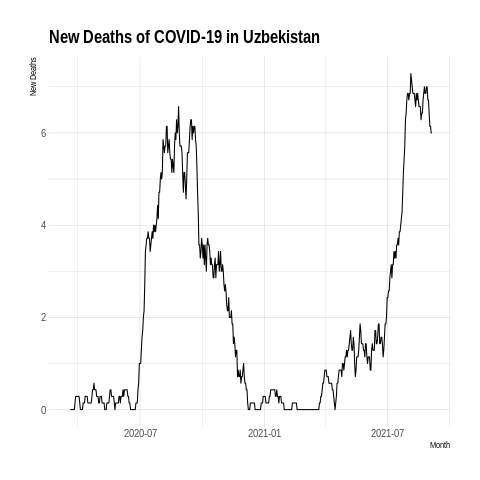 New Deaths of COVID-19 in Uzbekistan
New Deaths
6
4
2
0
2020-07
2021-01
2021-07
Month